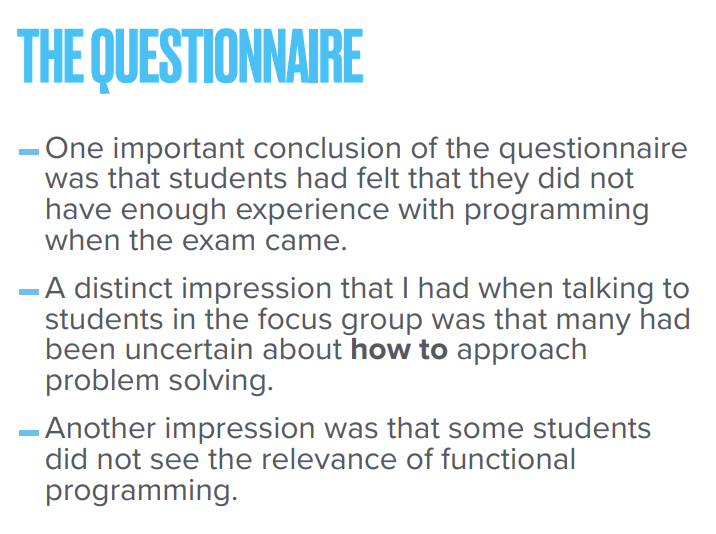 THE QUESTIONNAIRE
One important conclusion of the questionnaire
was that students had felt that they did not
have enough experience with programming
when the exam came.
A distinct impression that I had when talking to
students in the focus group was that many had
been uncertain about how to approach
problem solving.
Another impression was that some students
did not see the relevance of functional
programming.